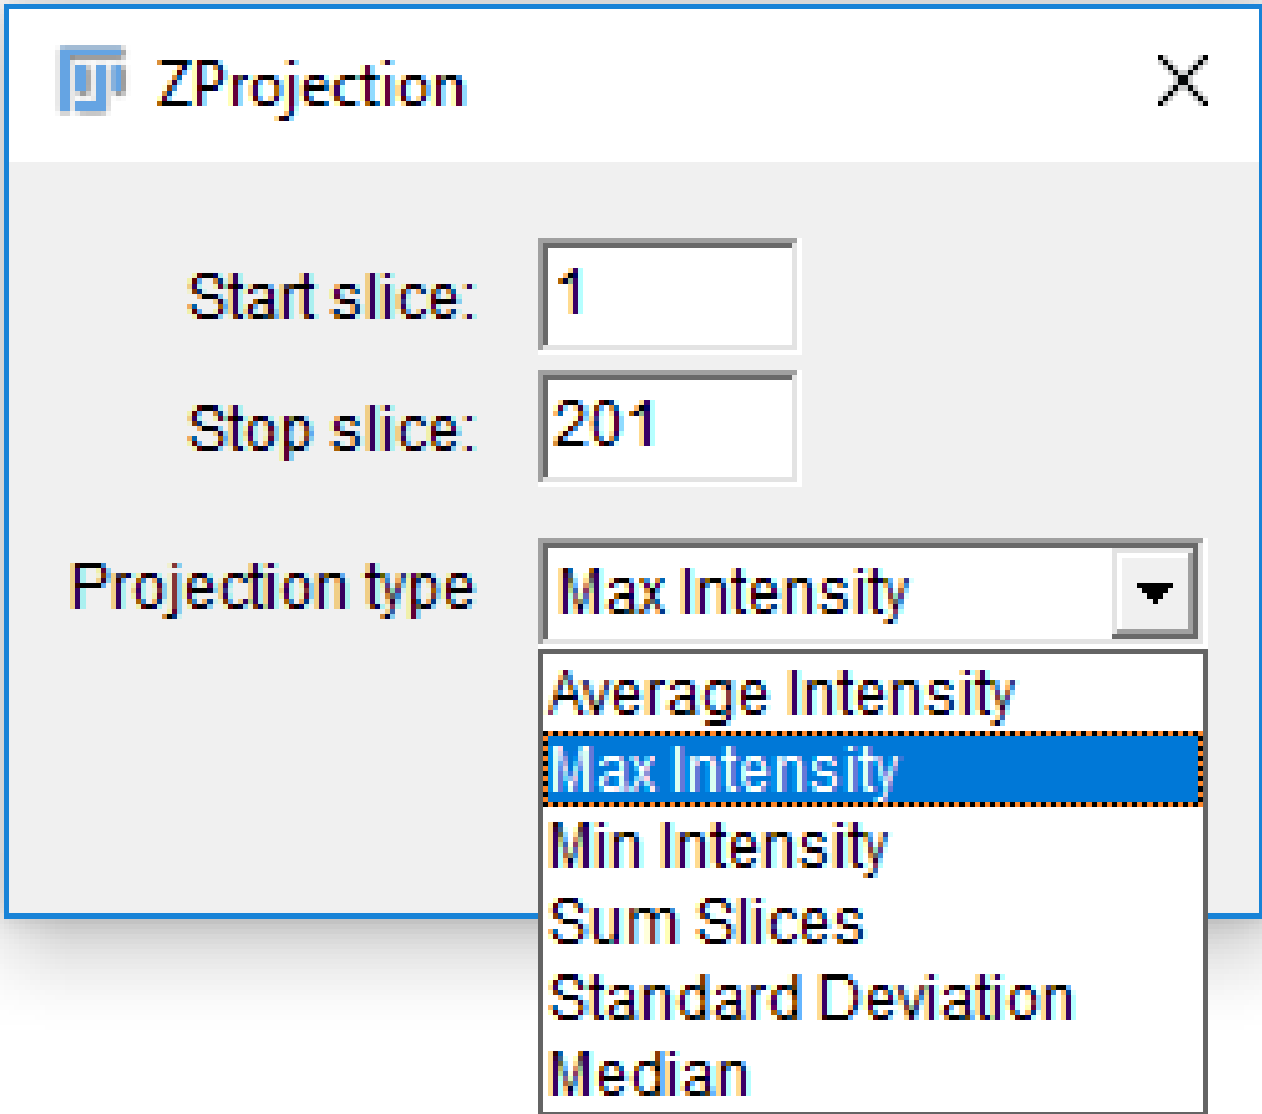 ZProjection
Start slice: 1
Stop slice: 201
Projection type Max Intensity
Average Intensity
Max Intensity
Min Intensity
Sum Slices
Standard Deviation
Median